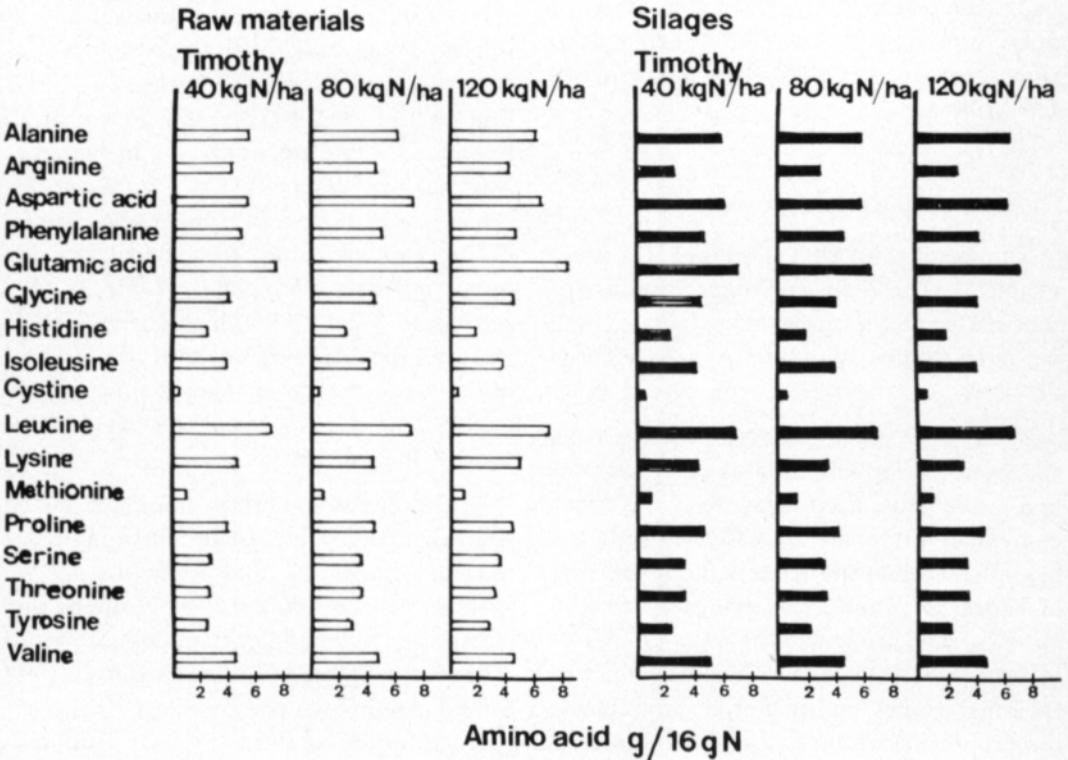 Raw materials
Silages
Timothy
Timothy
40 kgN/ha 80 kgN/ha 120 kgN/ha
40 kgN/ha 80 kgN/ha 120 kgN/ha
Alanine
Arginine
Aspartic acid
Phenylalanine
Glutamic acid
Glycine
Histidine
Isoleusine
Cystine
Leucine
Lysine
Methionine
Proline
Serine
Threonine
Tyrosine
Valine
2 4 6 8 2 4 6 8 2 4 6 8
2 4 6 8 2 4 6 8 2 4 6 8
Amino acid g/16gN